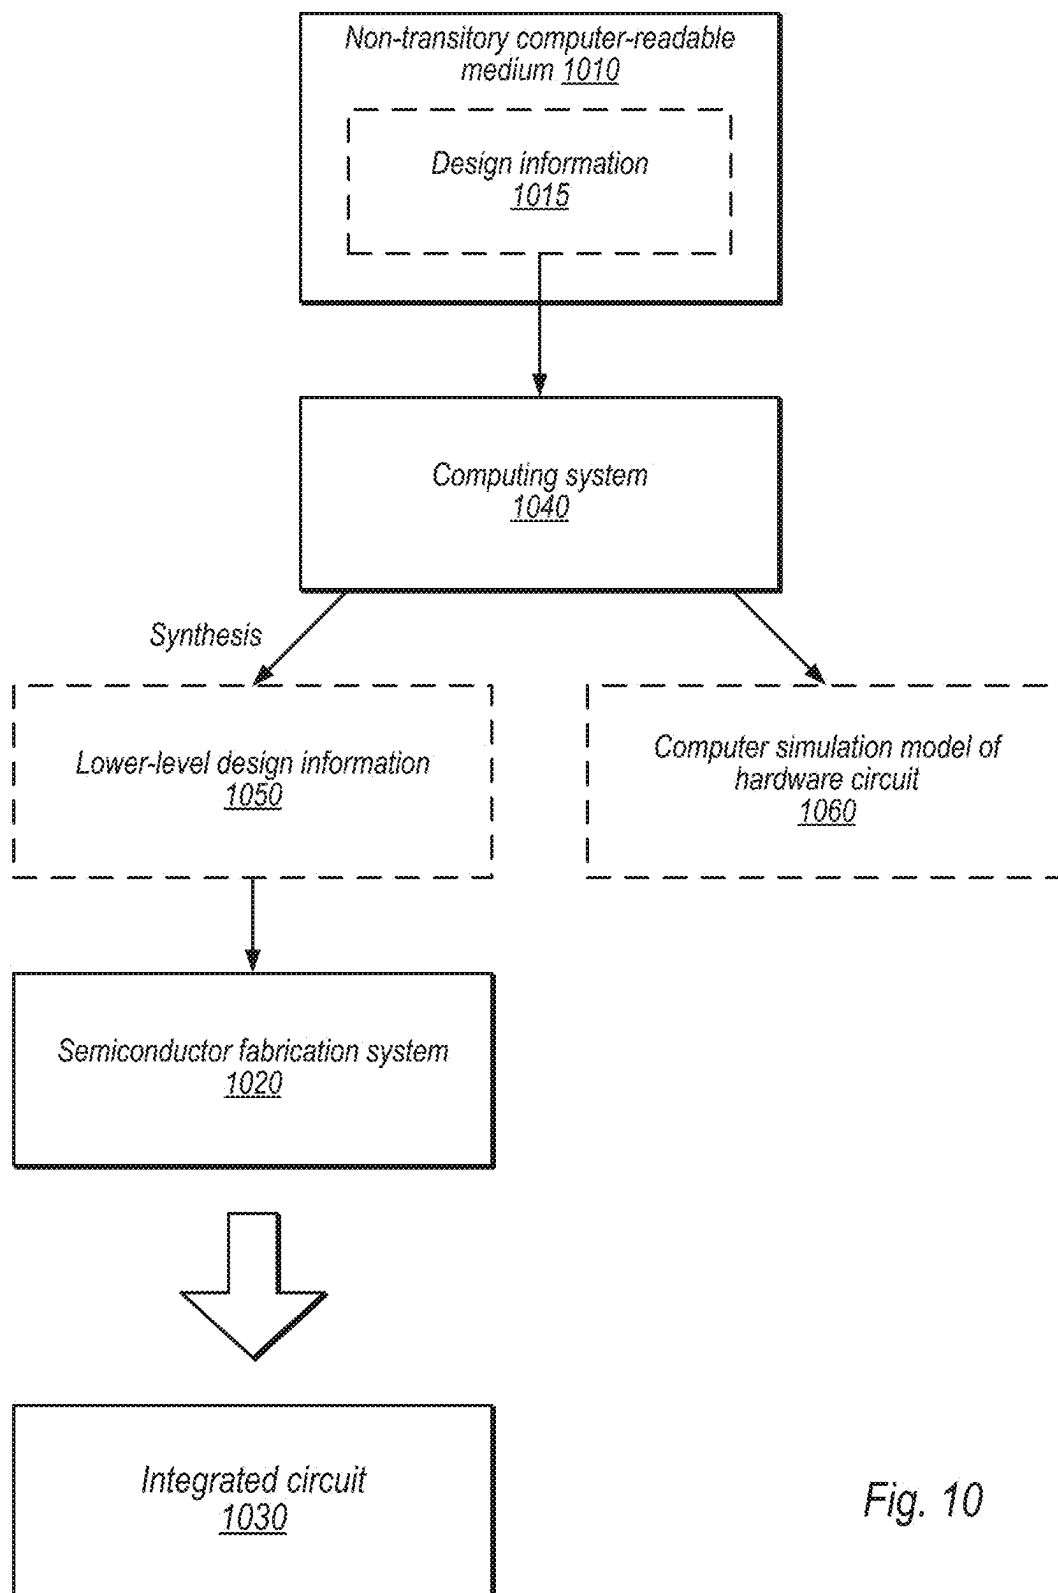 Non-transitory computer-readable
medium 1010
Design information
1015
Computing system
1040
Synthesis
Lower-level design information
1050
Computer simulation model of
hardware circuit
1060
Semiconductor fabrication system
1020
Integrated circuit
1030
Fig. 10